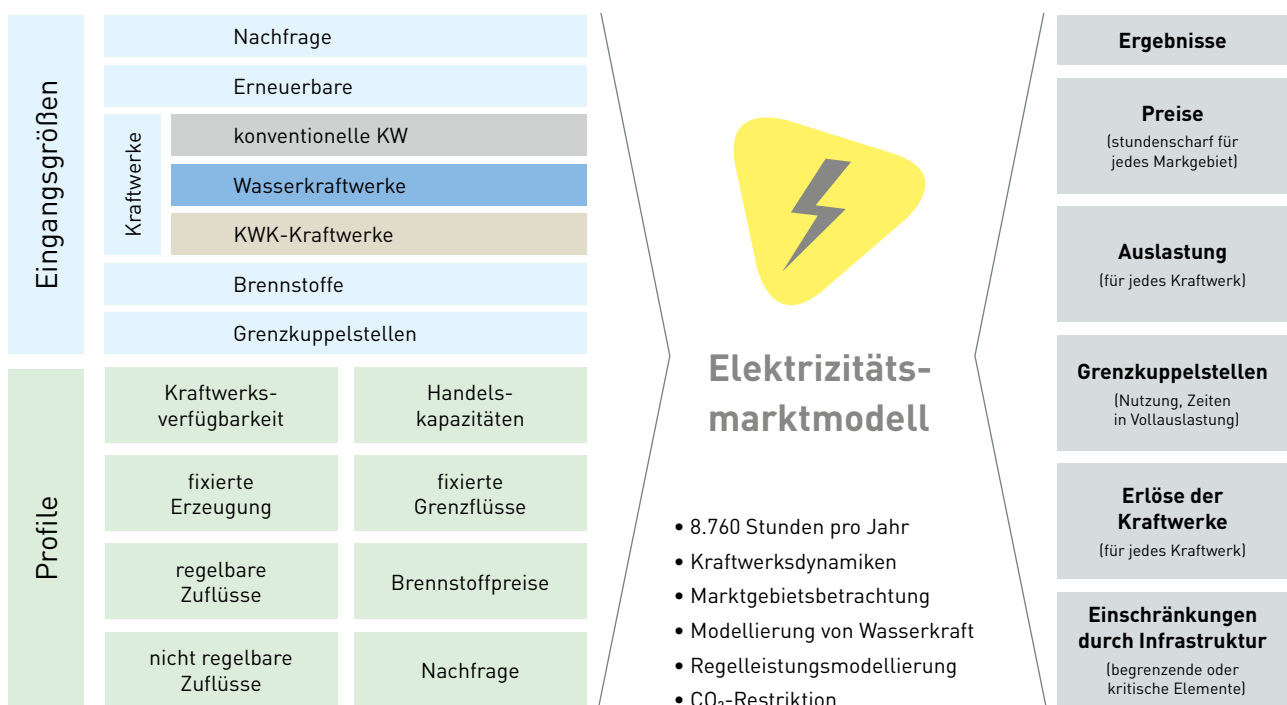 Eingangsgrößen
Nachfrage
Erneuerbare
Kraftwerke
konventionelle KW
Wasserkraftwerke
KWK-Kraftwerke
Brennstoffe
Grenzkuppelstellen
Profile
Kraftwerks-
verfügbarkeit
Handels-
kapazitäten
fixierte
Erzeugung
fixierte
Grenzflüsse
regelbare
Zuflüsse
Brennstoffpreise
nicht regelbare
Zuflüsse
Nachfrage
Elektrizitäts-
marktmodell
• 8.760 Stunden pro Jahr
• Kraftwerksdynamiken
• Marktgebietsbetrachtung
• Modellierung von Wasserkraft
• Regelleistungsmodellierung
• CO₂-Restriktion
Ergebnisse
Preise
(stundenscharf für
jedes Markgebiet)
Auslastung
(für jedes Kraftwerk)
Grenzkuppelstellen
(Nutzung, Zeiten
in Vollauslastung)
Erlöse der
Kraftwerke
(für jedes Kraftwerk)
Einschränkungen
durch Infrastruktur
(begrenzende oder
kritische Elemente)